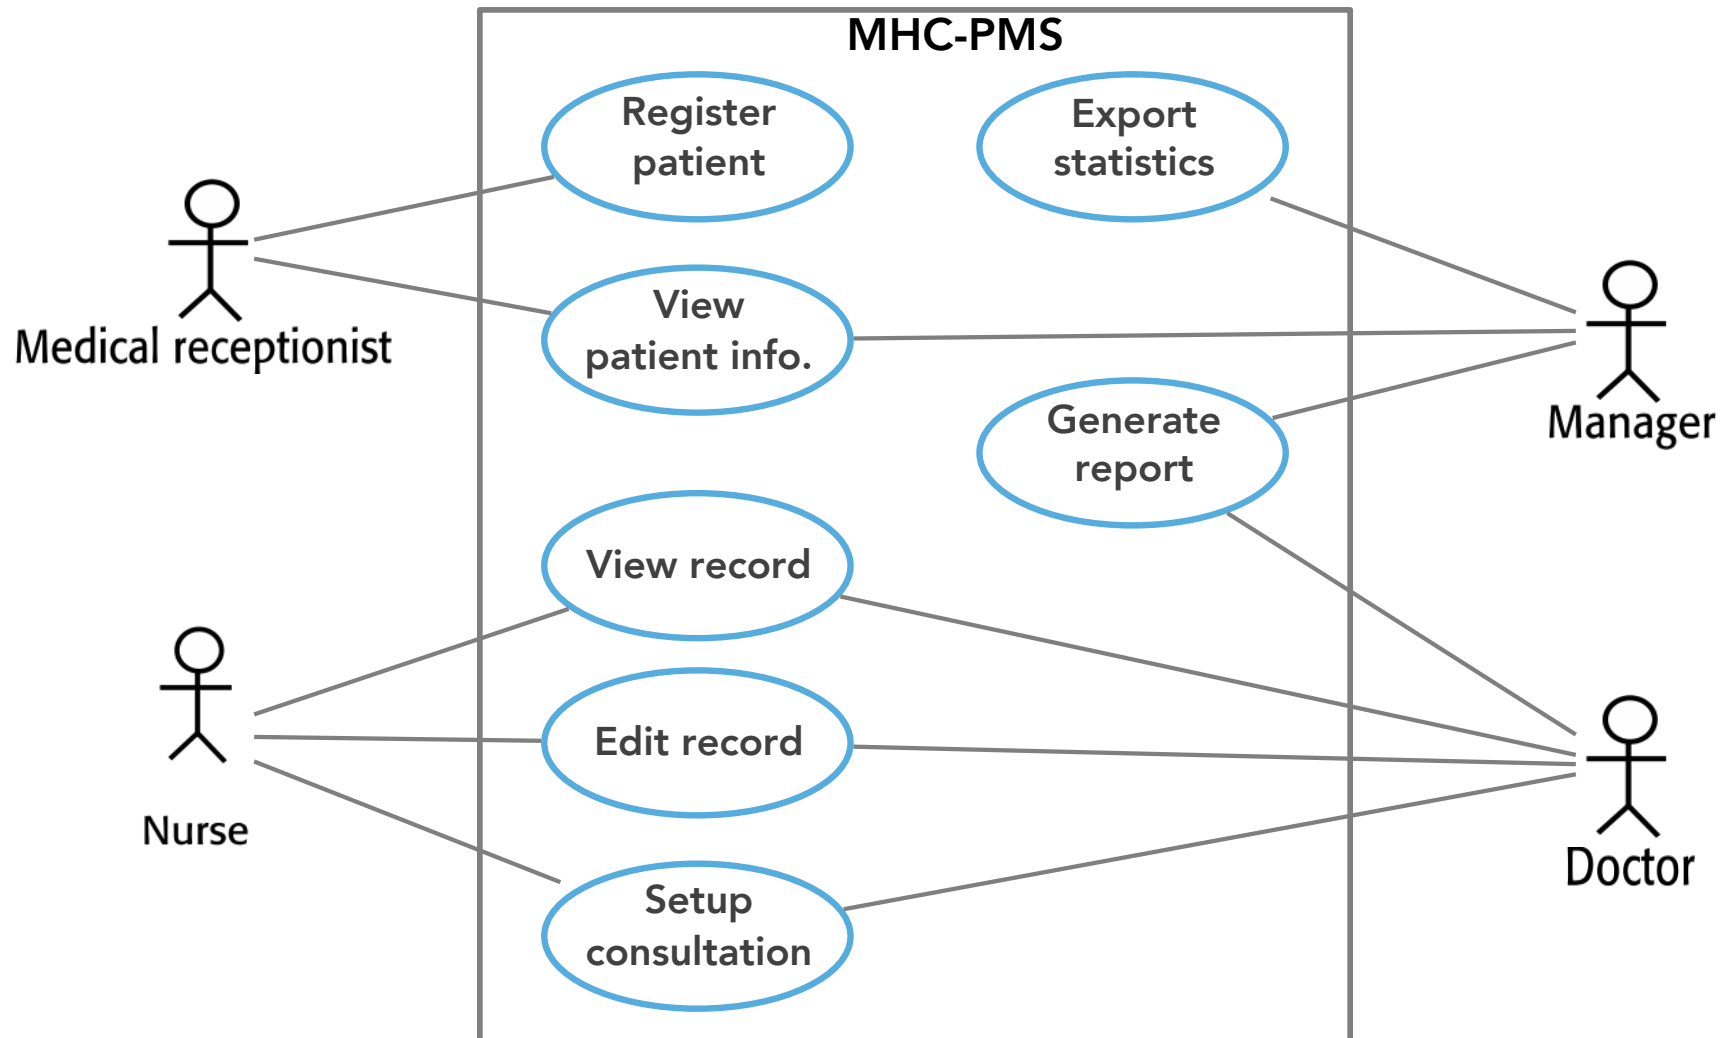 MHC-PMS
Register
patient
Export
statistics
Medical receptionist
View
patient info.
Manager
Generate
report
View record
Nurse
Edit record
Doctor
Setup
consultation